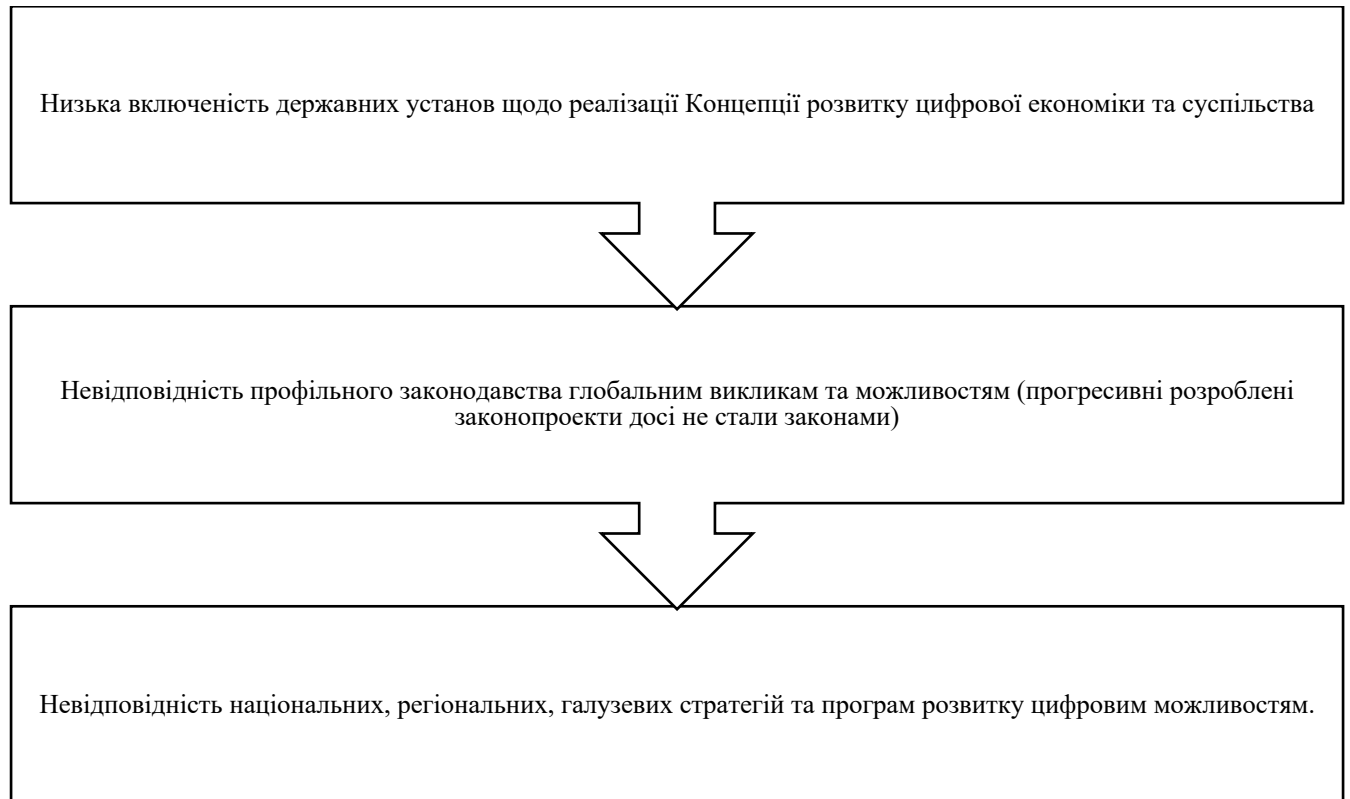 Низька включеність державних установ щодо реалізації Концепції розвитку цифрової економіки та суспільства
Невідповідність профільного законодавства глобальним викликам та можливостям (прогресивні розроблені
законопроекти досі не стали законами)
Невідповідність національних, регіональних, галузевих стратегій та програм розвитку цифровим можливостям.